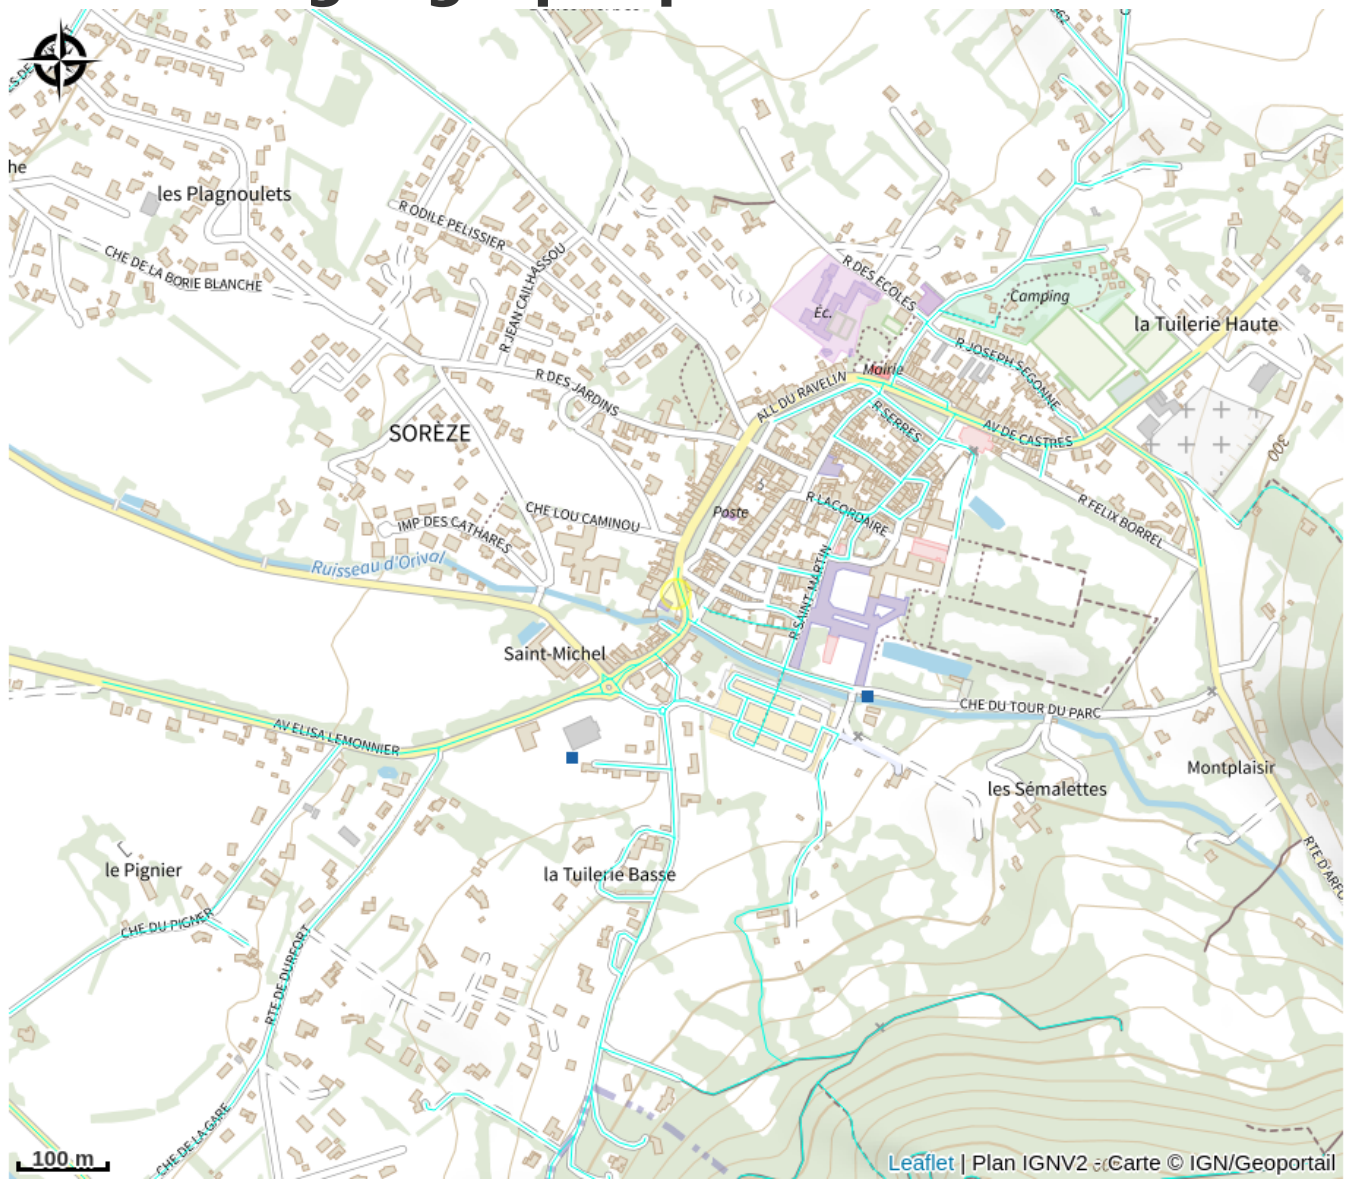 les Plagnoulets
R ODILE PELISSIER
CHE DE LA BORIE BLANCHE
R JEAN CAILHASSOU
R DES ECOLES
Camping
Éc.
la Tuilerie Haute
R JOSEPH SEGONNE
Mairie
R DES JARDINS
ALL DU RAVELIN
R SERRES
AV DE CASTRES
SORÈZE
300
R LACORDAIRE
R FELIX BORREL
Poste
CHE LOU CAMINOU
IMP DES CATHARES
Ruisseau d'Orival
R SAINT-MARTIN
Saint-Michel
CHE DU TOUR DU PARC
AV ELISA LEMONNIER
Montplaisir
les Sémalettes
le Pignier
la Tuilerie Basse
RTE D'ARFO
CHE DU PIGNER
RTE DE DURFORT
CHE DE LA GARE
100 m
Leaflet | Plan IGNV2 - Carte © IGN/Geoportail